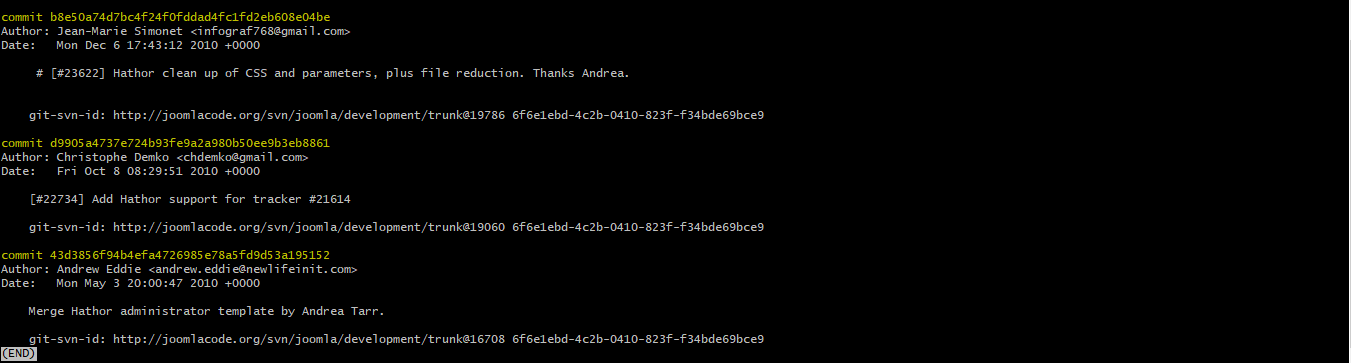 commit b8e50a74d7bc4f24f0fddad4fc1fd2eb608e04be
Author: Jean-Marie Simonet <infograf768@gmail.com>
Date:   Mon Dec 6 17:43:12 2010 +0000
# [#23622] Hathor clean up of CSS and parameters, plus file reduction. Thanks Andrea.
git-svn-id: http://joomlacode.org/svn/joomla/development/trunk@19786 6f6e1ebd-4c2b-0410-823f-f34bde69bce9
commit d9905a4737e724b93fe9a2a980b50ee9b3eb8861
Author: Christophe Demko <chdemko@gmail.com>
Date:   Fri Oct 8 08:29:51 2010 +0000
[#22734] Add Hathor support for tracker #21614
git-svn-id: http://joomlacode.org/svn/joomla/development/trunk@19060 6f6e1ebd-4c2b-0410-823f-f34bde69bce9
commit 43d3856f94b4efa4726985e78a5fd9d53a195152
Author: Andrew Eddie <andrew.eddie@newlifeinit.com>
Date:   Mon May 3 20:00:47 2010 +0000
Merge Hathor administrator template by Andrea Tarr.
git-svn-id: http://joomlacode.org/svn/joomla/development/trunk@16708 6f6e1ebd-4c2b-0410-823f-f34bde69bce9
(END)